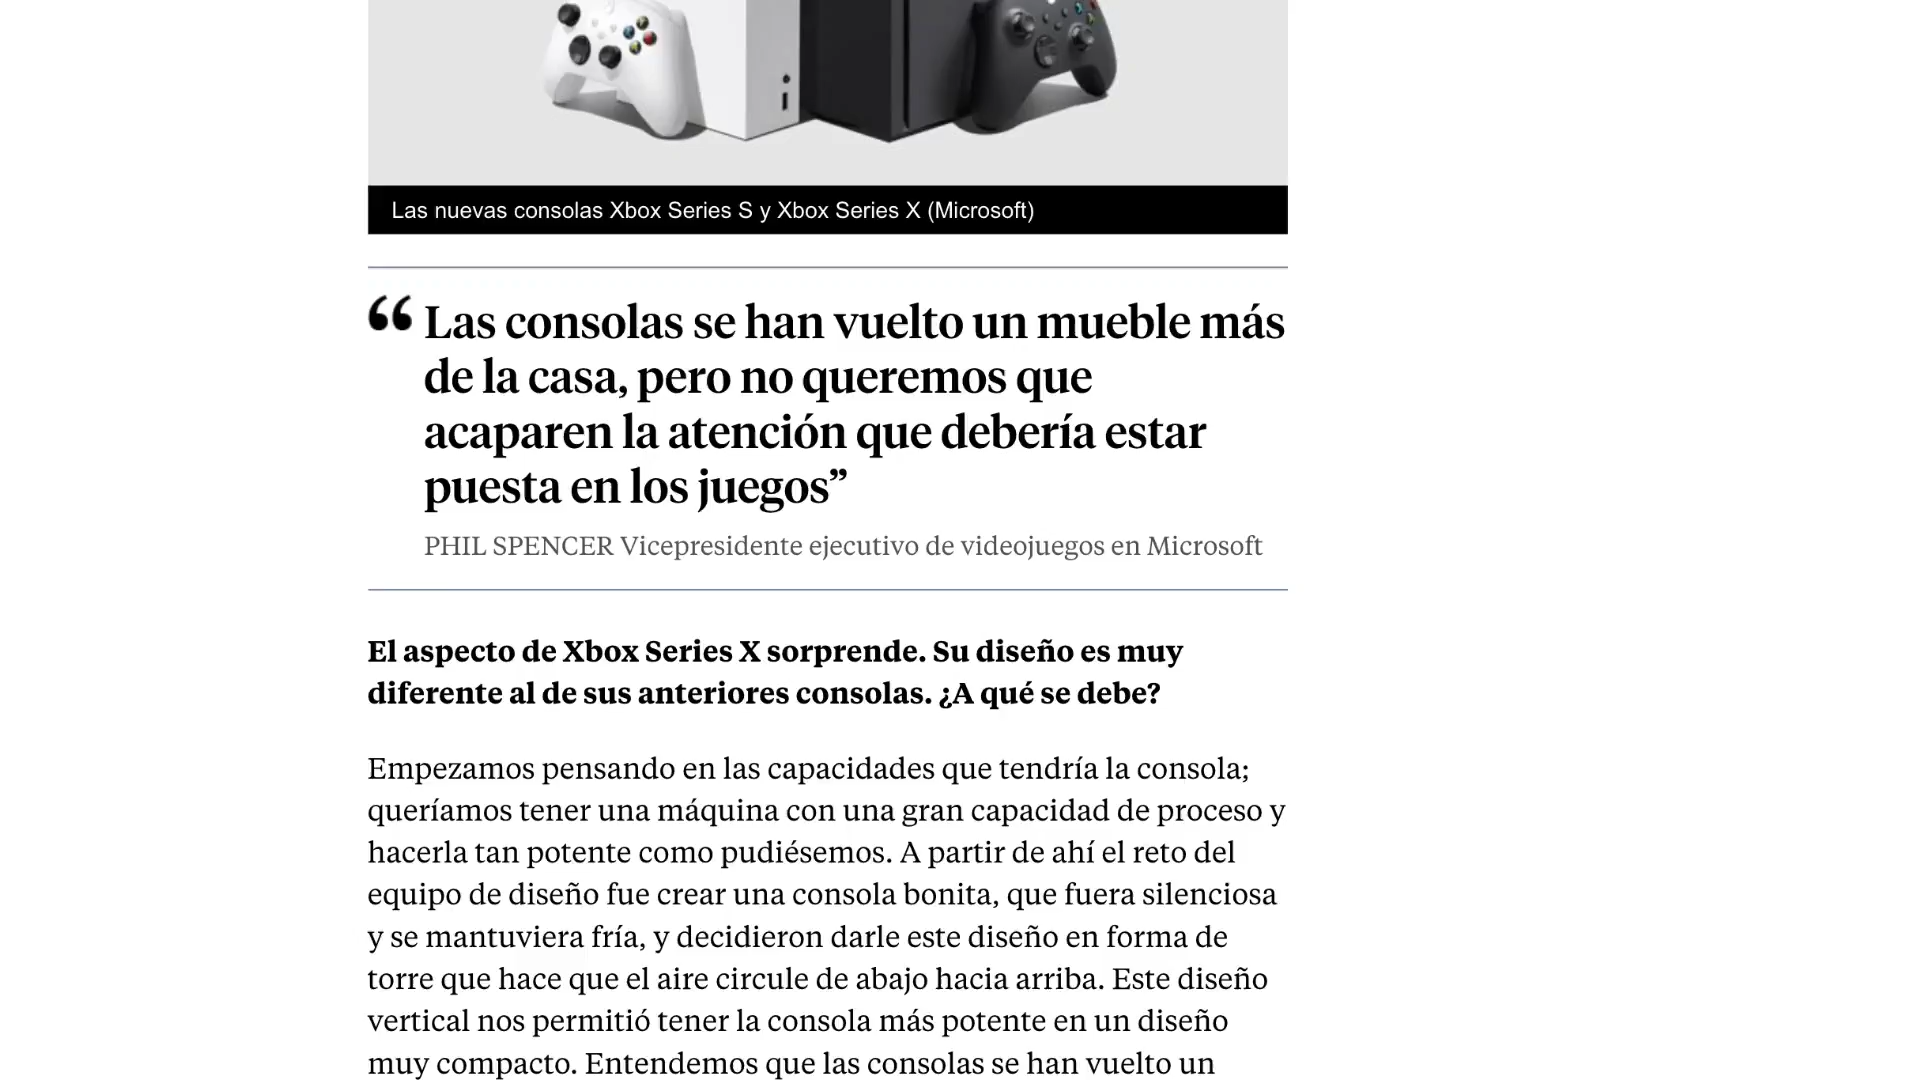 Las nuevas consolas Xbox Series S y Xbox Series X (Microsoft)
“ Las consolas se han vuelto un mueble más
de la casa, pero no queremos que
acaparen la atención que debería estar
puesta en los juegos”
PHIL SPENCER Vicepresidente ejecutivo de videojuegos en Microsoft
El aspecto de Xbox Series X sorprende. Su diseño es muy
diferente al de sus anteriores consolas. ¿A qué se debe?
Empezamos pensando en las capacidades que tendría la consola;
queríamos tener una máquina con una gran capacidad de proceso y
hacerla tan potente como pudiésemos. A partir de ahí el reto del
equipo de diseño fue crear una consola bonita, que fuera silenciosa
y se mantuviera fría, y decidieron darle este diseño en forma de
torre que hace que el aire circule de abajo hacia arriba. Este diseño
vertical nos permitió tener la consola más potente en un diseño
muy compacto. Entendemos que las consolas se han vuelto un